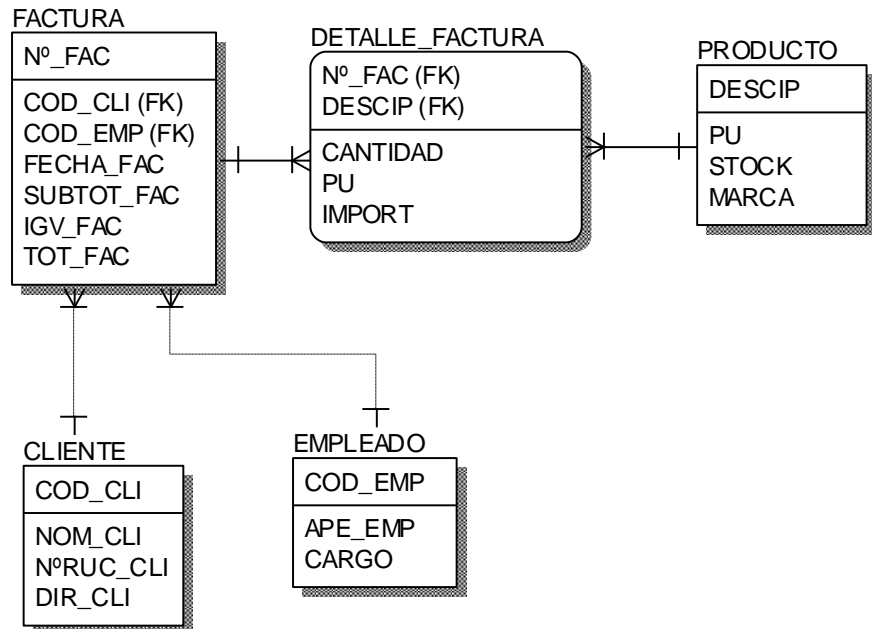 FACTURA
Nº_FAC
COD_CLI (FK)
COD_EMP (FK)
FECHA_FAC
SUBTOT_FAC
IGV_FAC
TOT_FAC
DETALLE_FACTURA
Nº_FAC (FK)
DESCIP (FK)
CANTIDAD
PU
IMPORT
PRODUCTO
DESCIP
PU
STOCK
MARCA
CLIENTE
COD_CLI
NOM_CLI
NºRUC_CLI
DIR_CLI
EMPLEADO
COD_EMP
APE_EMP
CARGO